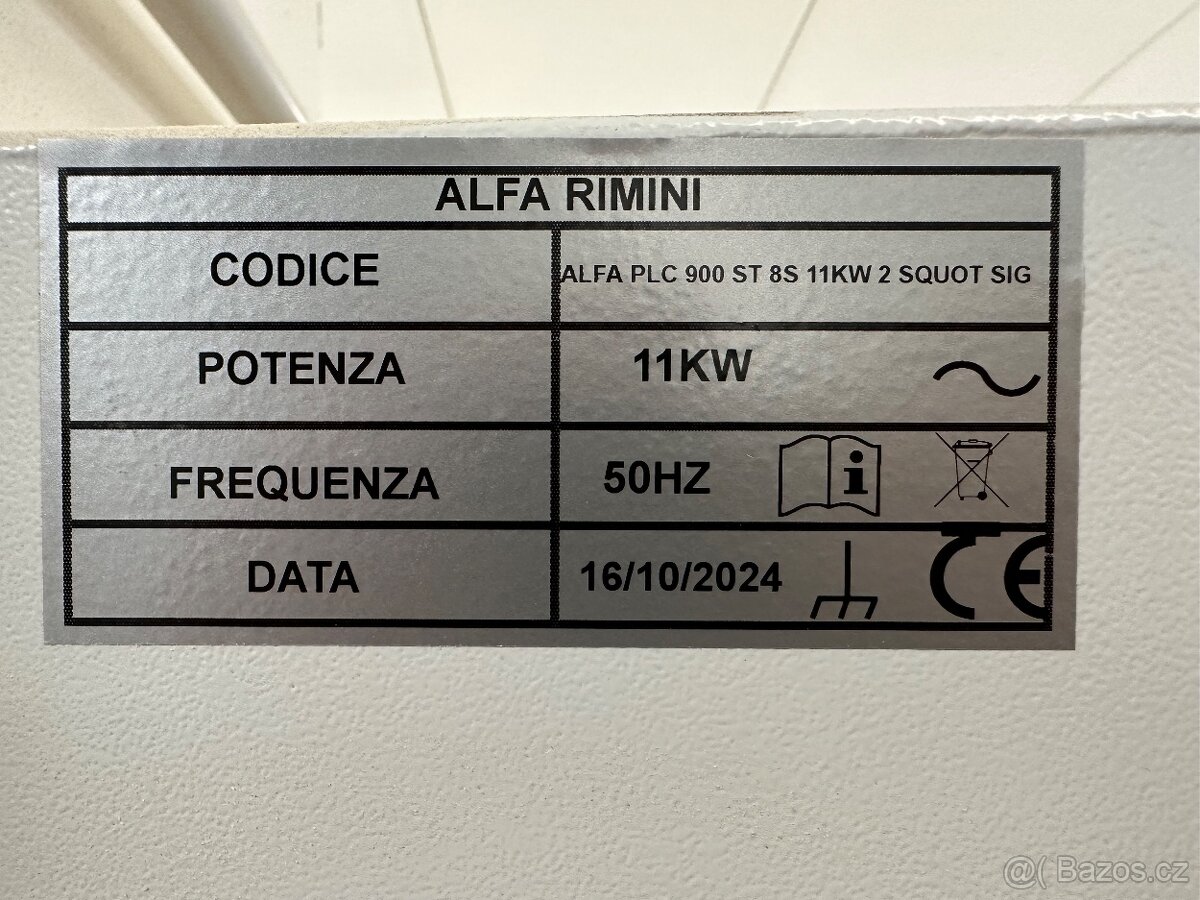 ALFA RIMINI
CODICE ALFA PLC 900 ST 8S 11KW 2 SQUOT SIG
POTENZA 11KW
FREQUENZA 50HZ i
DATA 16/10/2024 CE
@( Bazos.cz